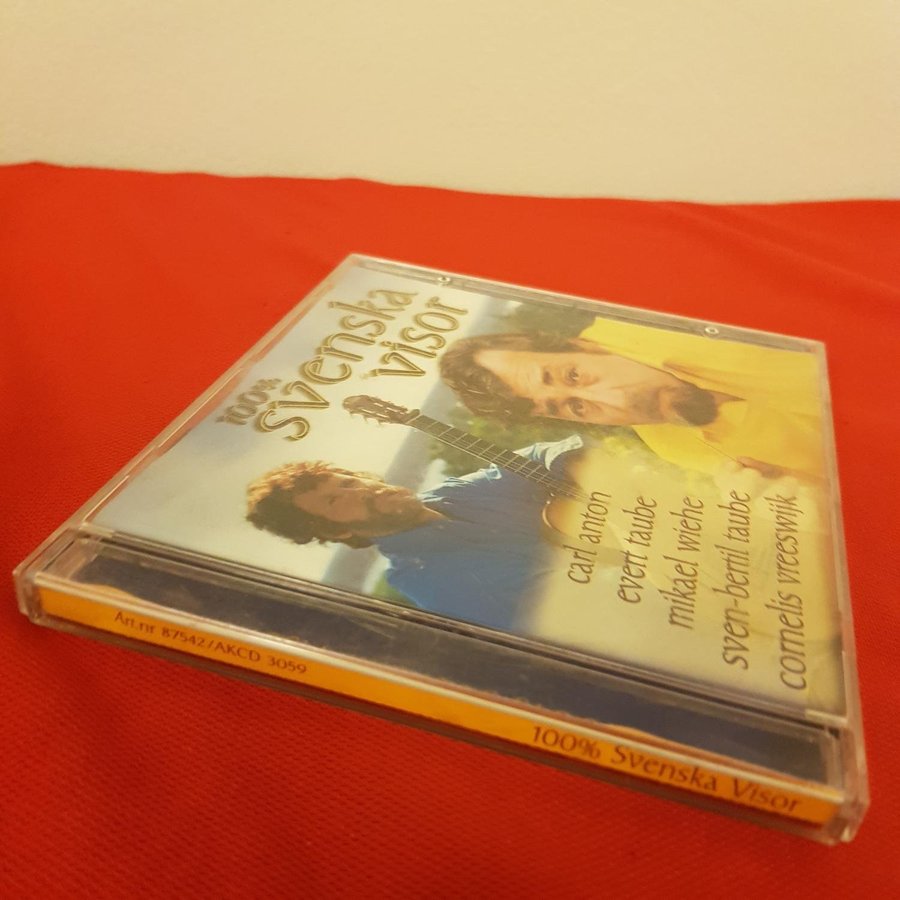 100%
svenska
visor
carl anton
evert taube
mikael wiehe
sven-bertil taube
cornelis vreeswijk
Art.nr 87542/AKCD 3059
100% Svenska Visor